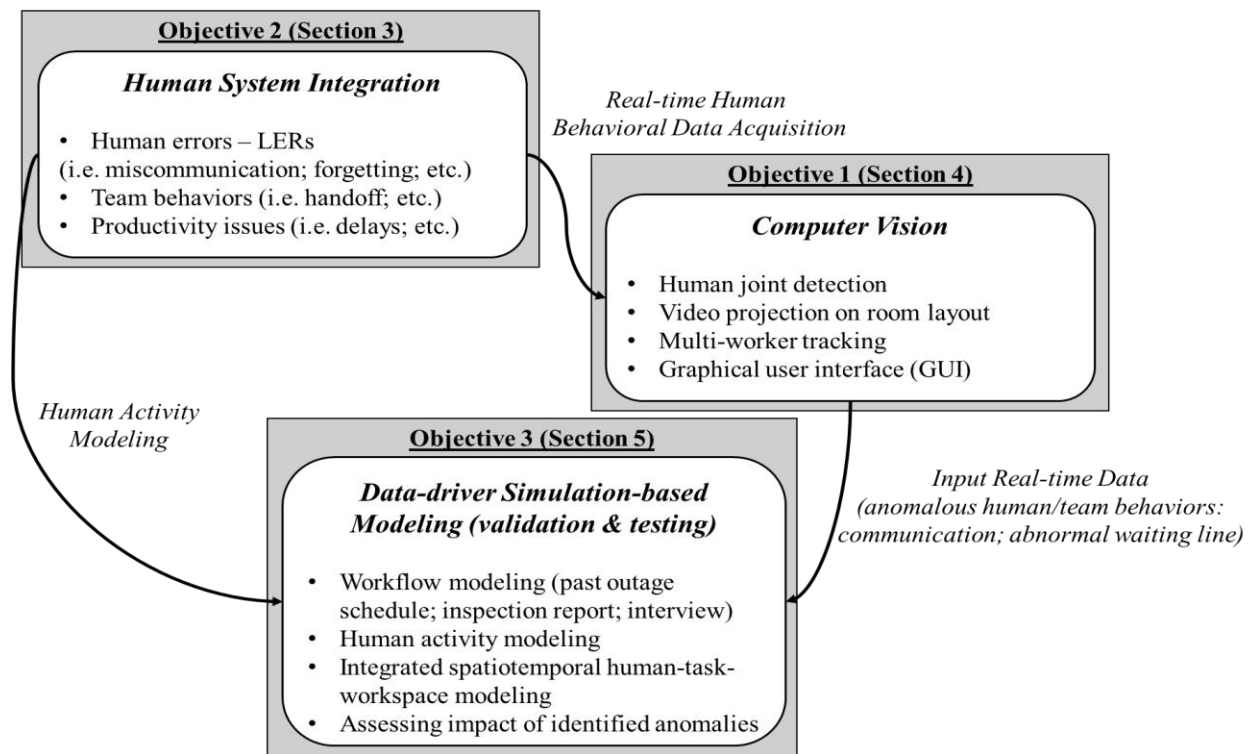 Objective 2 (Section 3)
Human System Integration
• Human errors – LERs
(i.e. miscommunication; forgetting; etc.)
• Team behaviors (i.e. handoff; etc.)
• Productivity issues (i.e. delays; etc.)
Real-time Human
Behavioral Data Acquisition
Objective 1 (Section 4)
Computer Vision
• Human joint detection
• Video projection on room layout
• Multi-worker tracking
• Graphical user interface (GUI)
Human Activity
Modeling
Objective 3 (Section 5)
Data-driver Simulation-based
Modeling (validation & testing)
• Workflow modeling (past outage
schedule; inspection report; interview)
• Human activity modeling
• Integrated spatiotemporal human-task-
workspace modeling
• Assessing impact of identified anomalies
Input Real-time Data
(anomalous human/team behaviors:
communication; abnormal waiting line)